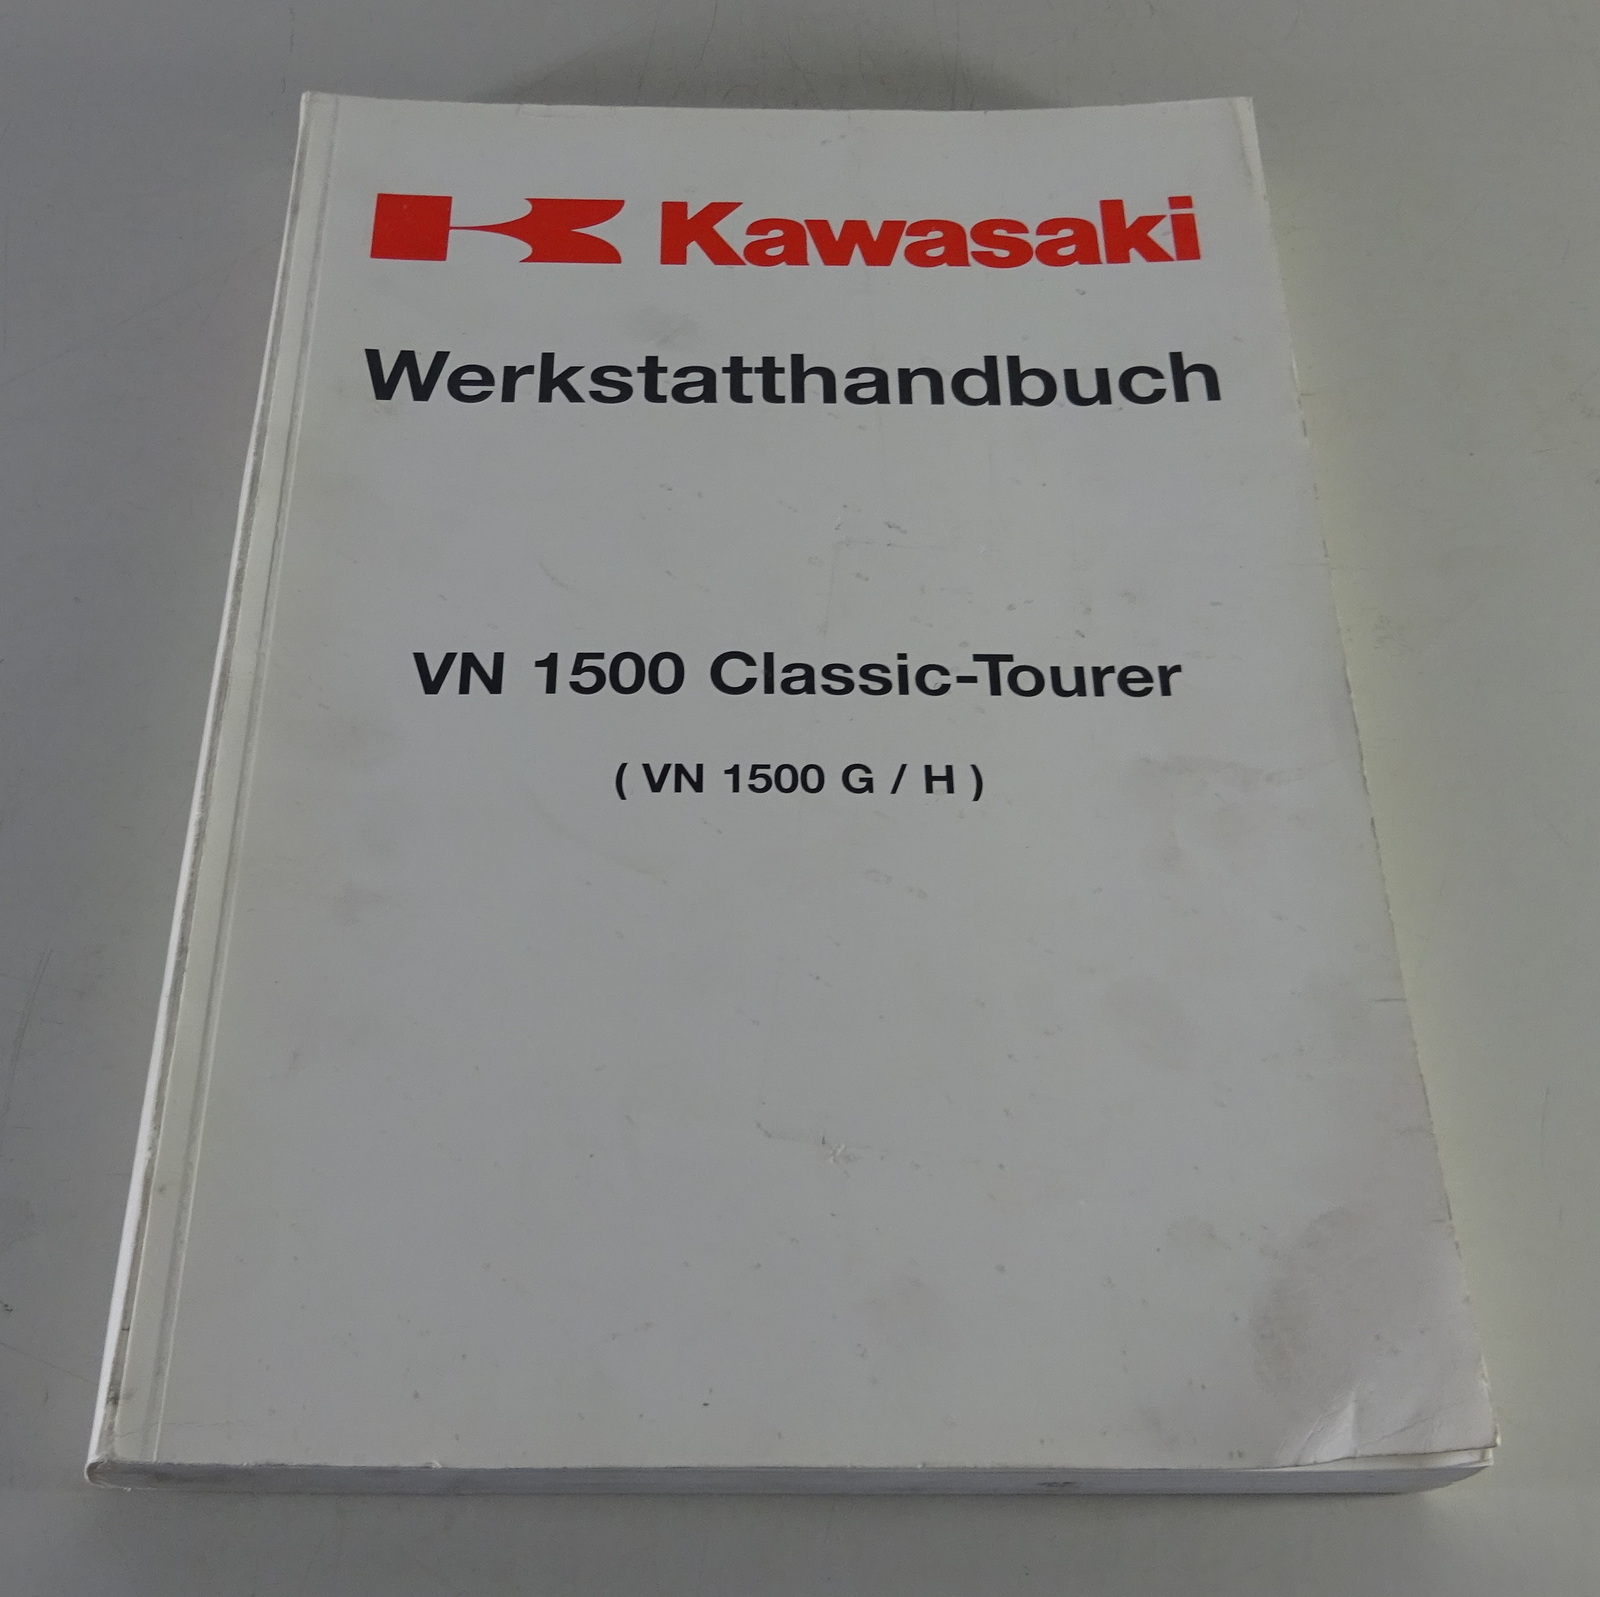 Kawasaki
Werkstatthandbuch
VN 1500 Classic-Tourer
( VN 1500 G / H )